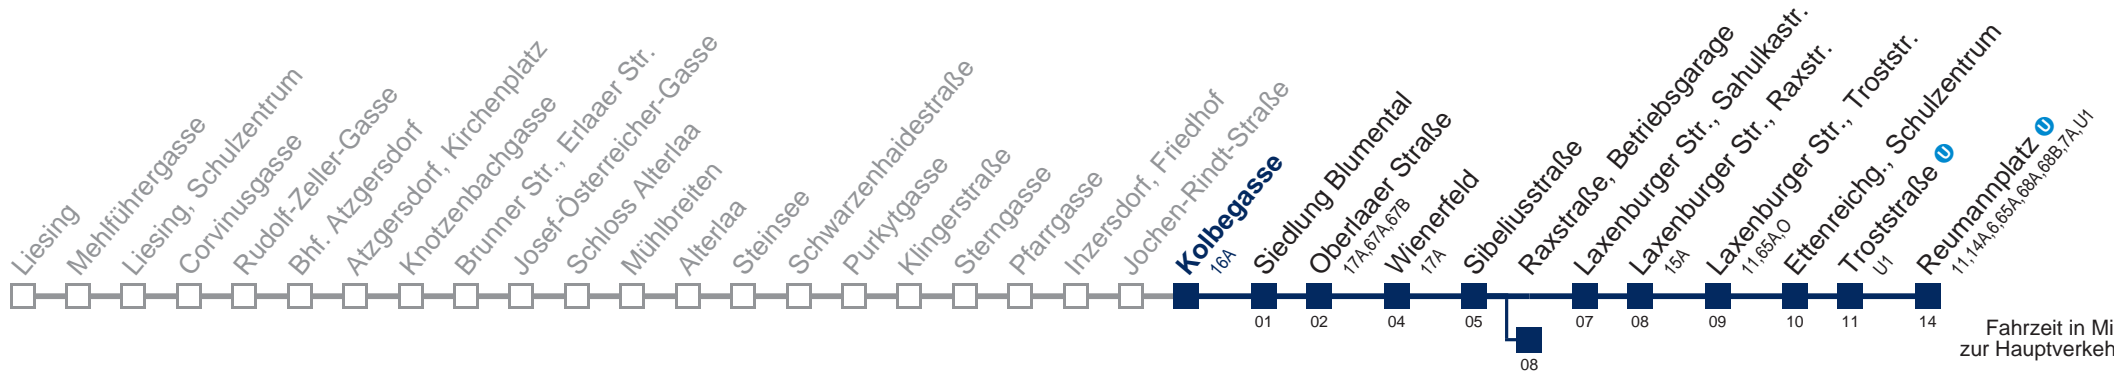 Liesing
Mehlführergasse
Liesing, Schulzentrum
Corvinusgasse
Rudolf-Zeller-Gasse
Bhf. Atzgersdorf
Atzgersdorf, Kirchenplatz
Knotzenbachgasse
Brunner Str., Erlaaer Str.
Josef-Österreicher-Gasse
Schloss Alterlaa
Mühlbreiten
Alterlaa
Steinsee
Schwarzenhaidestraße
Purkytgasse
Klingerstraße
Sterngasse
Pfarrgasse
Inzersdorf, Friedhof
Jochen-Rindt-Straße
Kolbegasse
16A
Siedlung Blumental
01
Oberlaaer Straße
17A,67A,67B
02
Wienerfeld
17A
04
Sibeliusstraße
05
Raxstraße, Betriebsgarage
08
Laxenburger Str., Sahulkastr.
07
Laxenburger Str., Raxstr.
15A
08
Laxenburger Str., Troststr.
11,65A,O
09
Ettenreichg., Schulzentrum
10
Troststraße U
U1
11
Reumannplatz U
11,14A,6,65A,68A,68B,7A,U1
14
Fahrzeit in Mi
zur Hauptverkeh